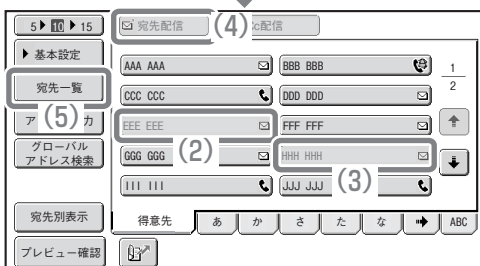 5 10 15
宛先配信
(4)
Cc配信
基本設定
宛先一覧
(5)
ア 力
グローバル
アドレス検索
宛先別表示
プレビュー確認
AAA AAA
BBB BBB
CCC CCC
DDD DDD
EEE EEE
(2)
FFF FFF
GGG GGG
HHH HHH
(3)
III III
JJJ JJJ
1
2
得意先
あ
か
さ
た
な
ABC